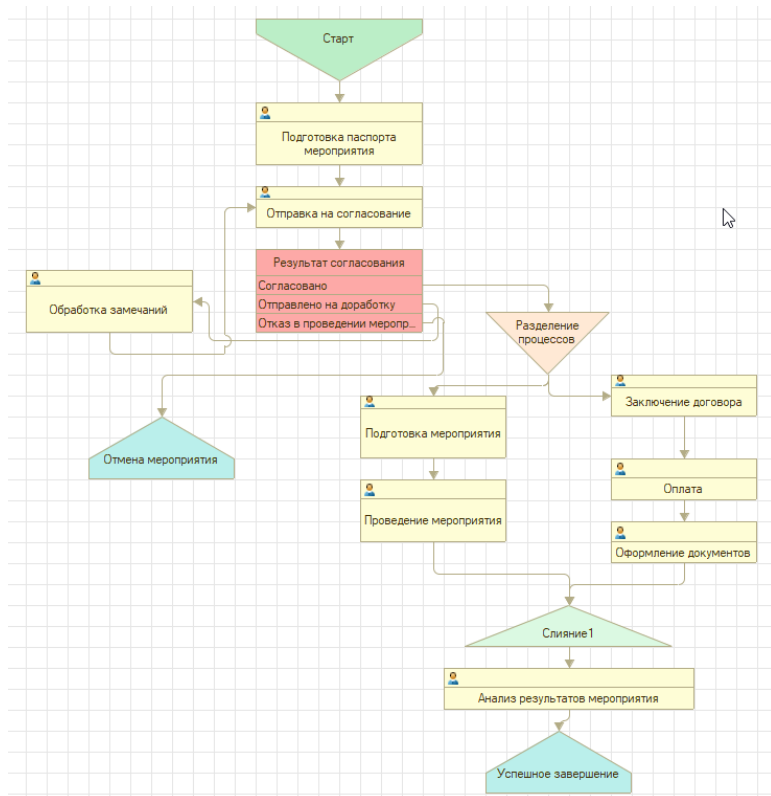 Старт
Подготовка паспорта
мероприятия
Отправка на согласование
Результат согласования
Согласовано
Отправлено на доработку
Отказ в проведении меропр...
Обработка замечаний
Разделение
процессов
Отмена мероприятия
Подготовка мероприятия
Заключение договора
Оплата
Проведение мероприятия
Оформление документов
Слияние1
Анализ результатов мероприятия
Успешное завершение